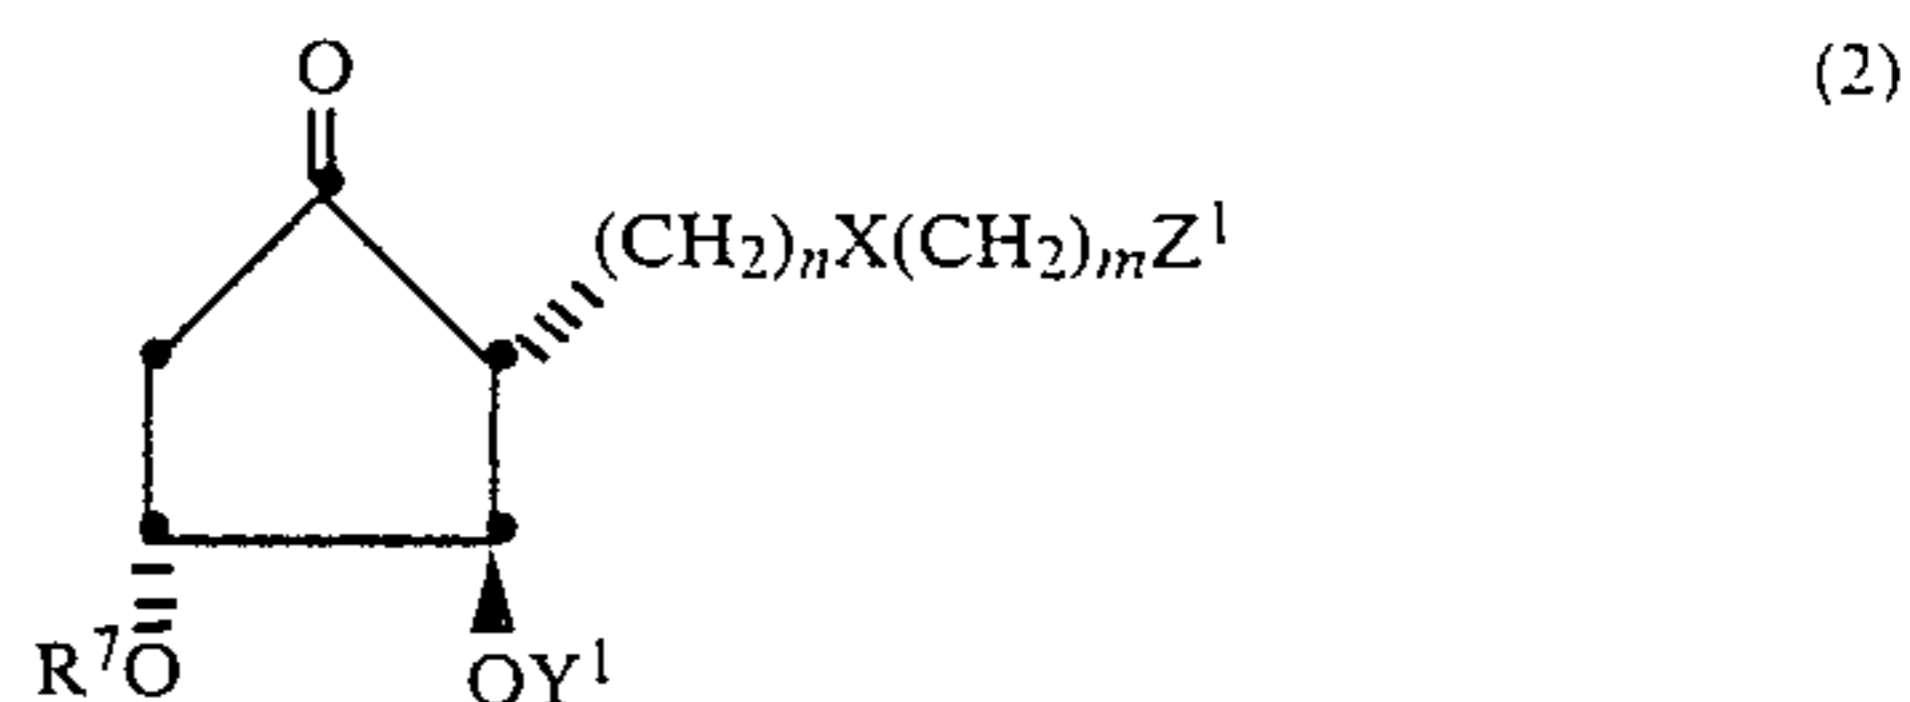 O (2)
(CH₂)ₙX(CH₂)ₘZ¹
R⁷O OY¹